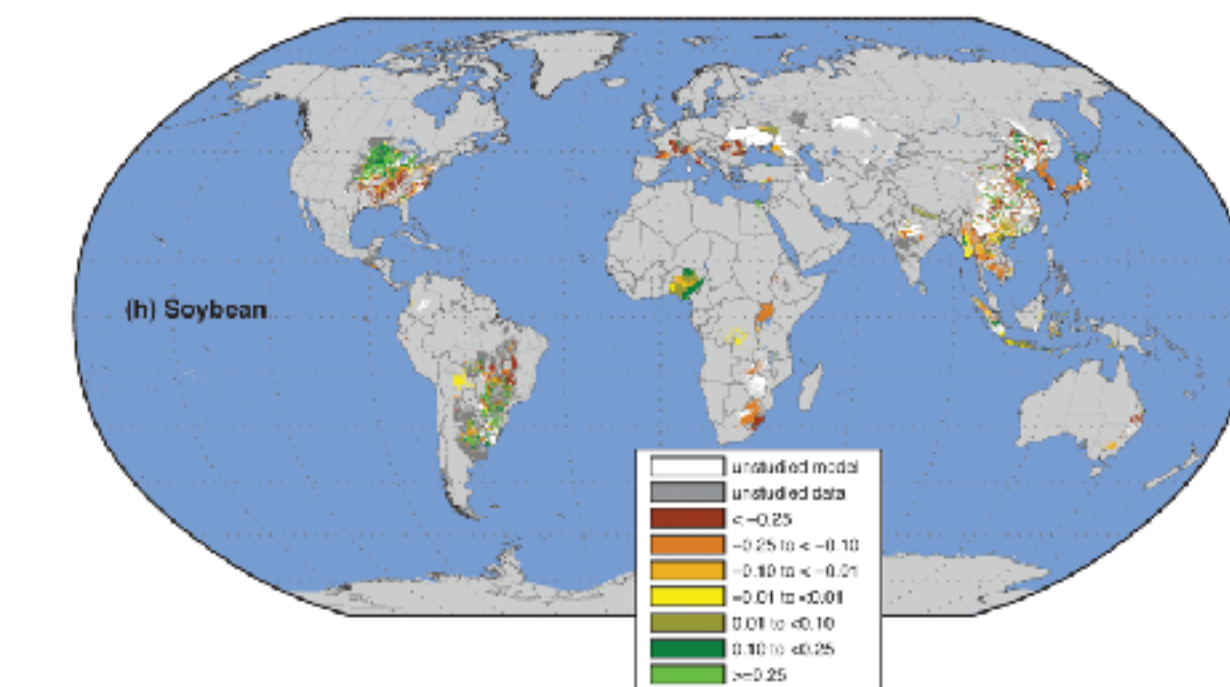 (h) Soybean
unstudied model
unstudied data
< −0.25
−0.25 to < −0.10
−0.10 to < −0.01
−0.01 to <0.01
0.01 to <0.10
0.10 to <0.25
>=0.25